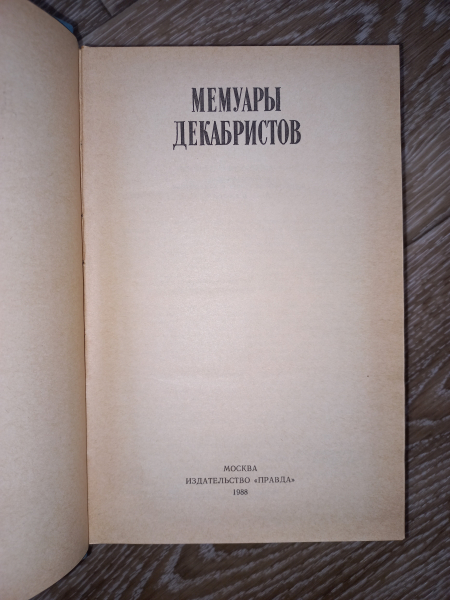 МЕМУАРЫ
ДЕКАБРИСТОВ
МОСКВА
ИЗДАТЕЛЬСТВО «ПРАВДА»
1988